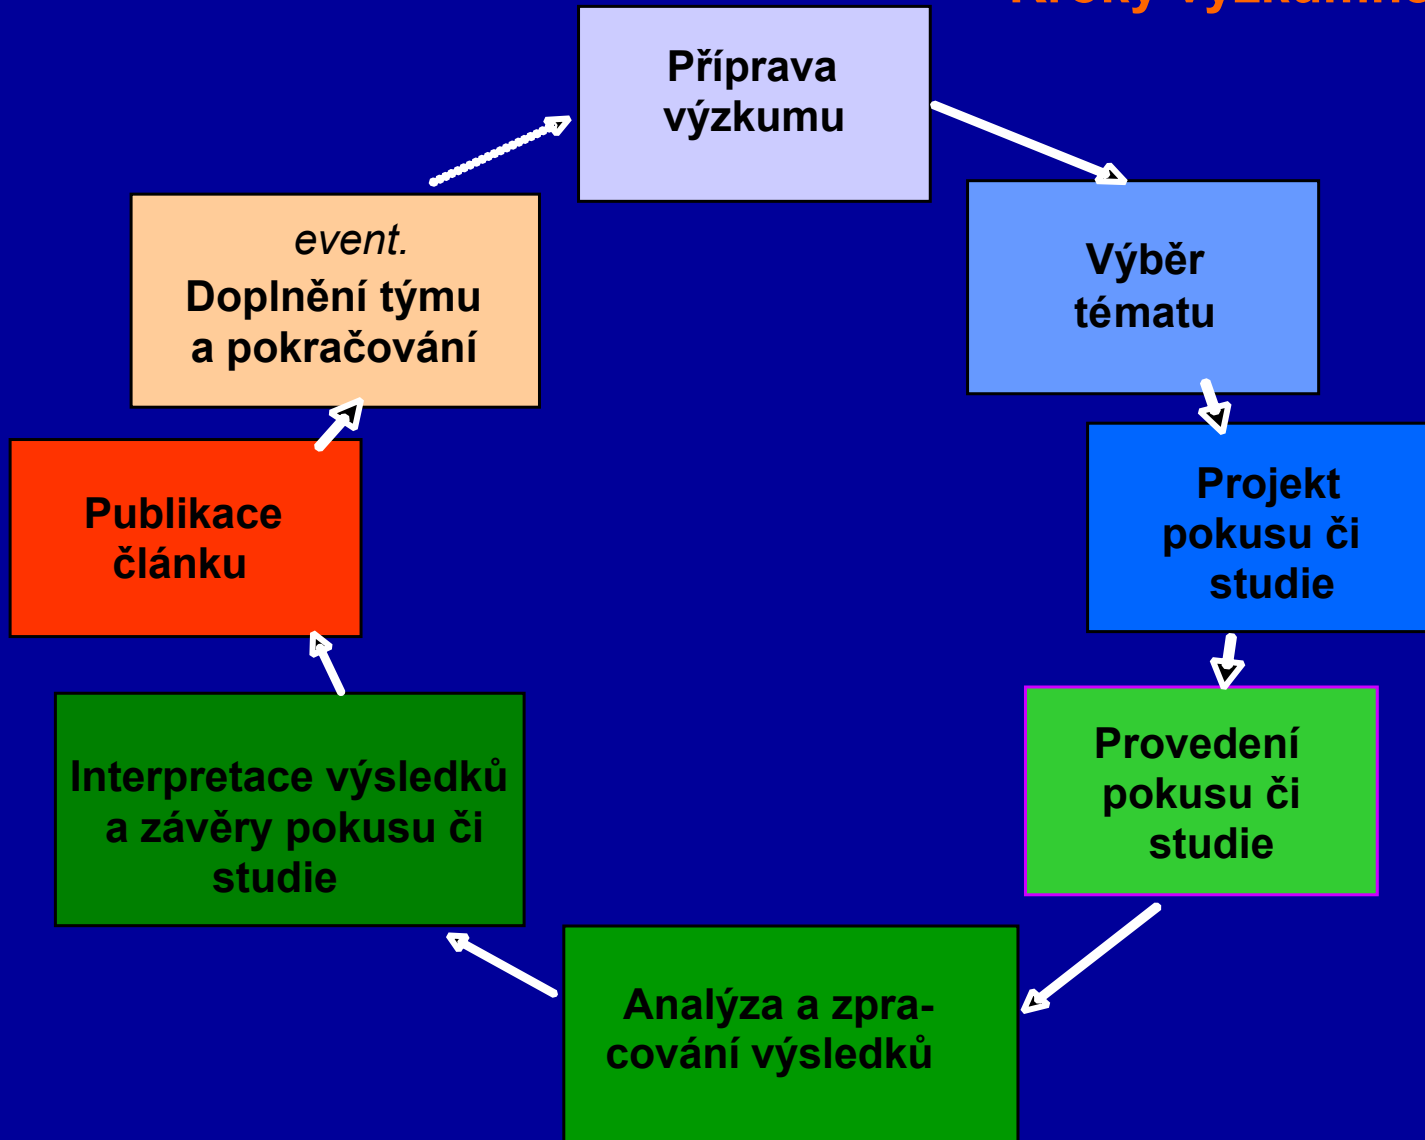 Příprava
výzkumu
Výběr
tématu
Projekt
pokusu či
studie
Provedení
pokusu či
studie
Analýza a zpra-
cování výsledků
Interpretace výsledků
a závěry pokusu či
studie
Publikace
článku
event.
Doplnění týmu
a pokračování